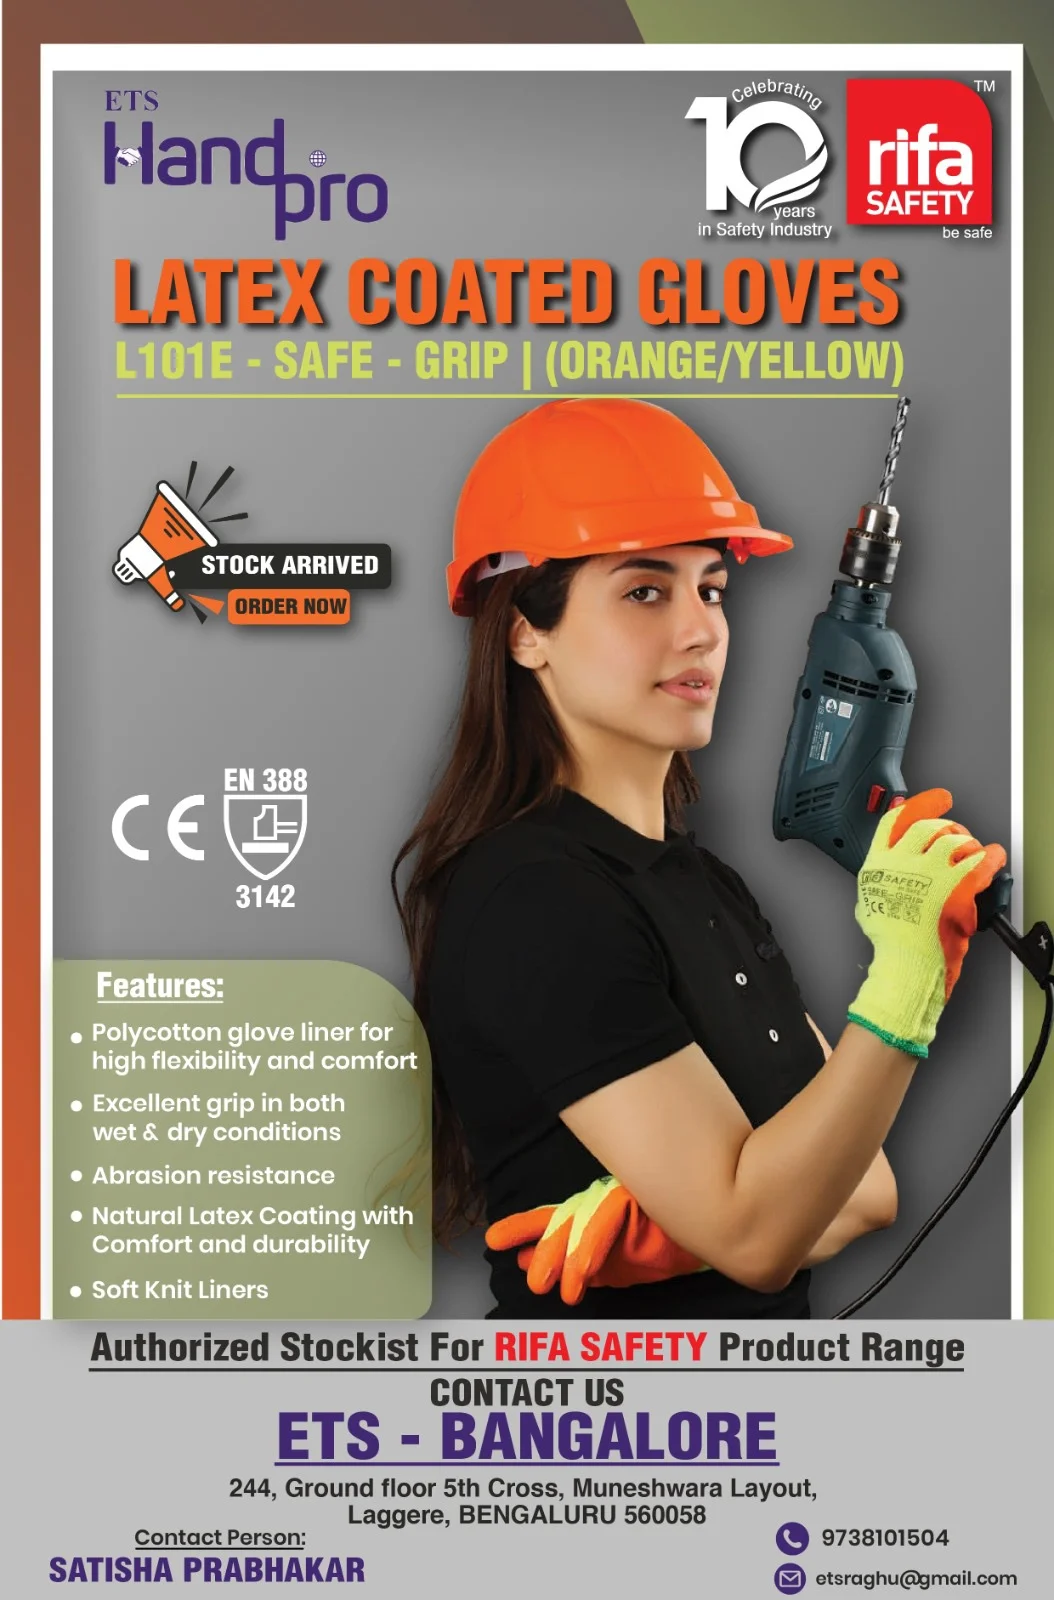 ETS
Hand
pro
Celebrating
10
years
in Safety Industry
TM
rifa
SAFETY
be safe
LATEX COATED GLOVES
L101E - SAFE - GRIP | (ORANGE/YELLOW)
STOCK ARRIVED
ORDER NOW
EN 388
CE
3142
SAFETY
SAFE-GRIP
CE
Features:
Polycotton glove liner for
high flexibility and comfort
Excellent grip in both
wet & dry conditions
Abrasion resistance
Natural Latex Coating with
Comfort and durability
Soft Knit Liners
Authorized Stockist For RIFA SAFETY Product Range
CONTACT US
ETS - BANGALORE
244, Ground floor 5th Cross, Muneshwara Layout,
Laggere, BENGALURU 560058
Contact Person:
SATISHA PRABHAKAR
9738101504
etsraghu@gmail.com